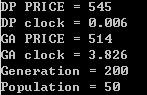 DP PRICE = 545
DP clock = 0.006
GA PRICE = 514
GA clock = 3.826
Generation = 200
Population = 50